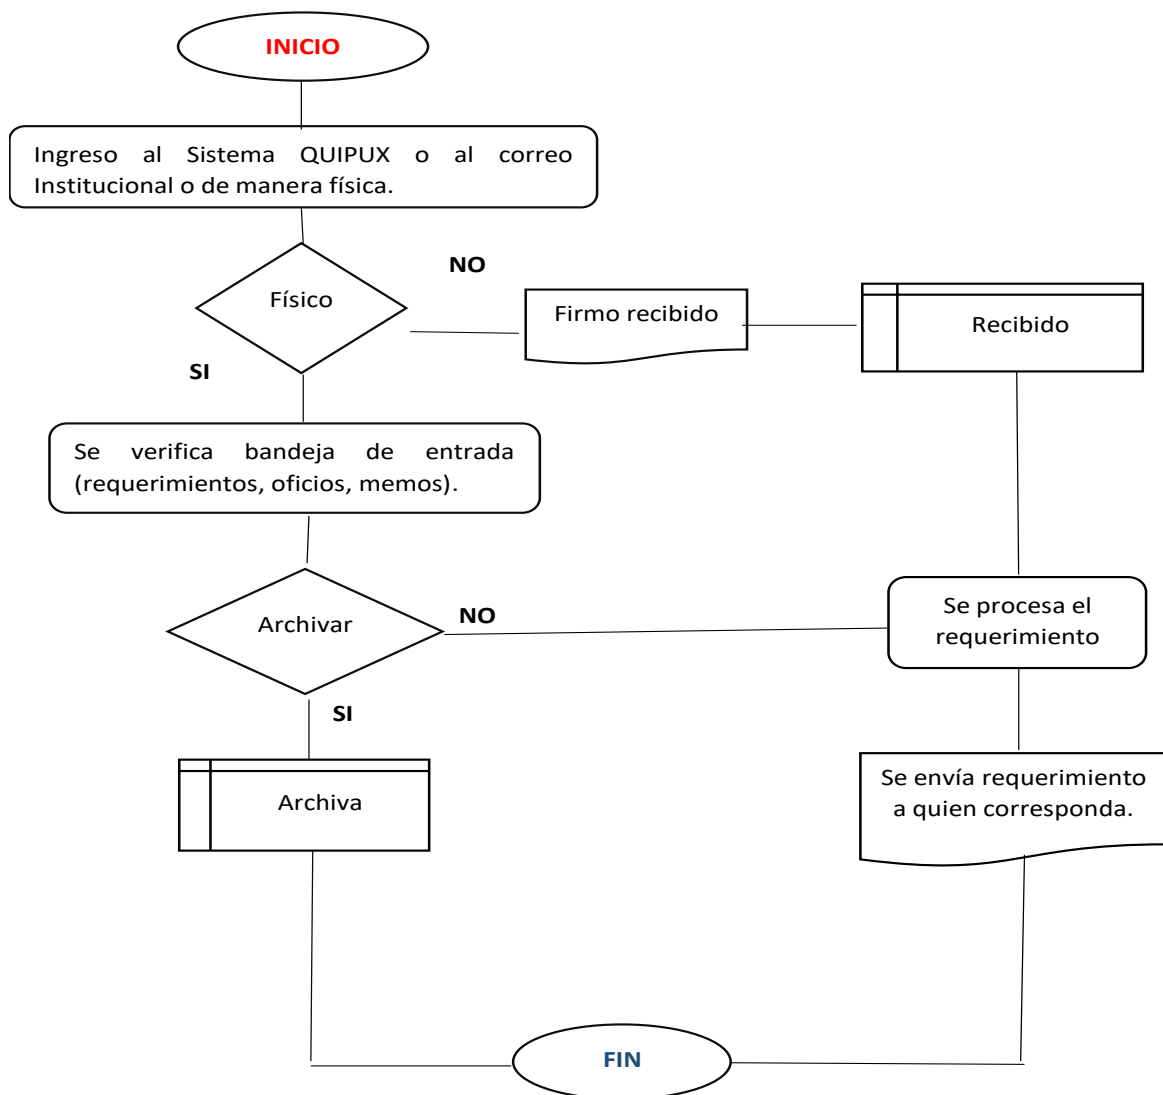 INICIO
Ingreso al Sistema QUIPUX o al correo
Institucional o de manera física.
NO
Físico
Firmo recibido
Recibido
SI
Se verifica bandeja de entrada
(requerimientos, oficios, memos).
Archivar
NO
Se procesa el
requerimiento
SI
Archiva
Se envía requerimiento
a quien corresponda.
FIN